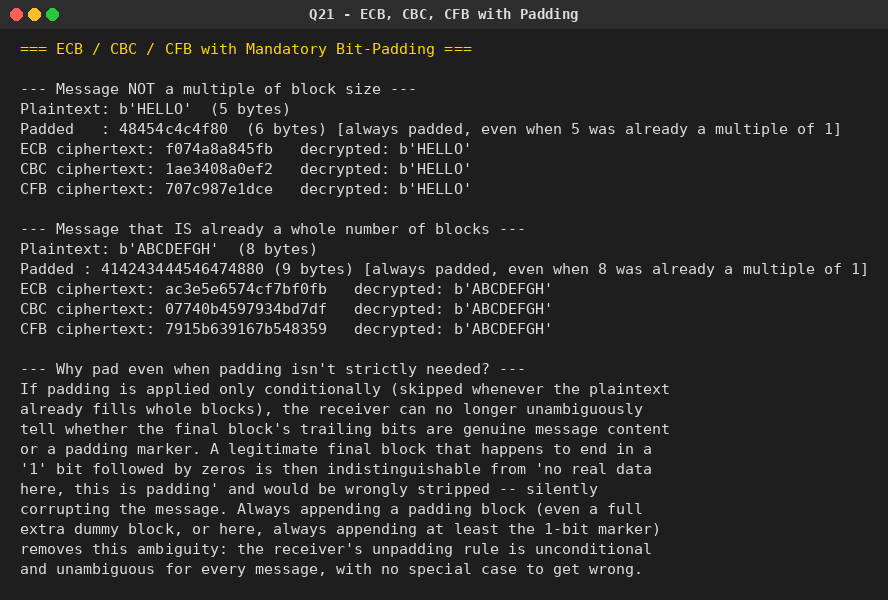 Q21 - ECB, CBC, CFB with Padding
=== ECB / CBC / CFB with Mandatory Bit-Padding ===
--- Message NOT a multiple of block size ---
Plaintext: b'HELLO'  (5 bytes)
Padded   : 48454c4c4f80  (6 bytes) [always padded, even when 5 was already a multiple of 1]
ECB ciphertext: f074a8a845fb   decrypted: b'HELLO'
CBC ciphertext: 1ae3408a0ef2   decrypted: b'HELLO'
CFB ciphertext: 707c987e1dce   decrypted: b'HELLO'
--- Message that IS already a whole number of blocks ---
Plaintext: b'ABCDEFGH'  (8 bytes)
Padded : 414243444546474880 (9 bytes) [always padded, even when 8 was already a multiple of 1]
ECB ciphertext: ac3e5e6574cf7bf0fb   decrypted: b'ABCDEFGH'
CBC ciphertext: 07740b4597934bd7df   decrypted: b'ABCDEFGH'
CFB ciphertext: 7915b639167b548359   decrypted: b'ABCDEFGH'
--- Why pad even when padding isn't strictly needed? ---
If padding is applied only conditionally (skipped whenever the plaintext
already fills whole blocks), the receiver can no longer unambiguously
tell whether the final block's trailing bits are genuine message content
or a padding marker. A legitimate final block that happens to end in a
'1' bit followed by zeros is then indistinguishable from 'no real data
here, this is padding' and would be wrongly stripped -- silently
corrupting the message. Always appending a padding block (even a full
extra dummy block, or here, always appending at least the 1-bit marker)
removes this ambiguity: the receiver's unpadding rule is unconditional
and unambiguous for every message, with no special case to get wrong.